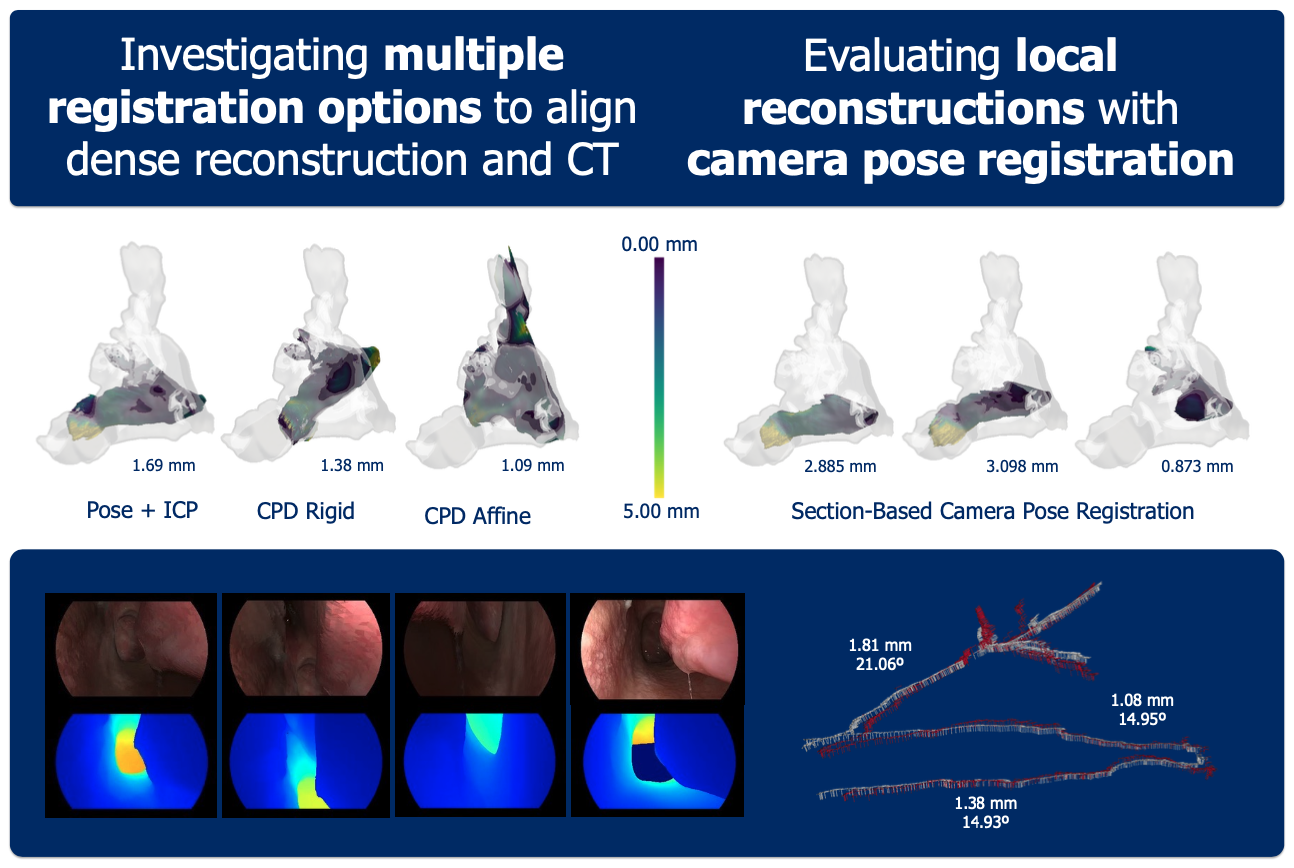 Investigating multiple
registration options to align
dense reconstruction and CT
Evaluating local
reconstructions with
camera pose registration
0.00 mm
5.00 mm
1.69 mm
1.38 mm
1.09 mm
Pose + ICP
CPD Rigid
CPD Affine
2.885 mm
3.098 mm
0.873 mm
Section-Based Camera Pose Registration
1.81 mm
21.06º
1.08 mm
14.95º
1.38 mm
14.93º